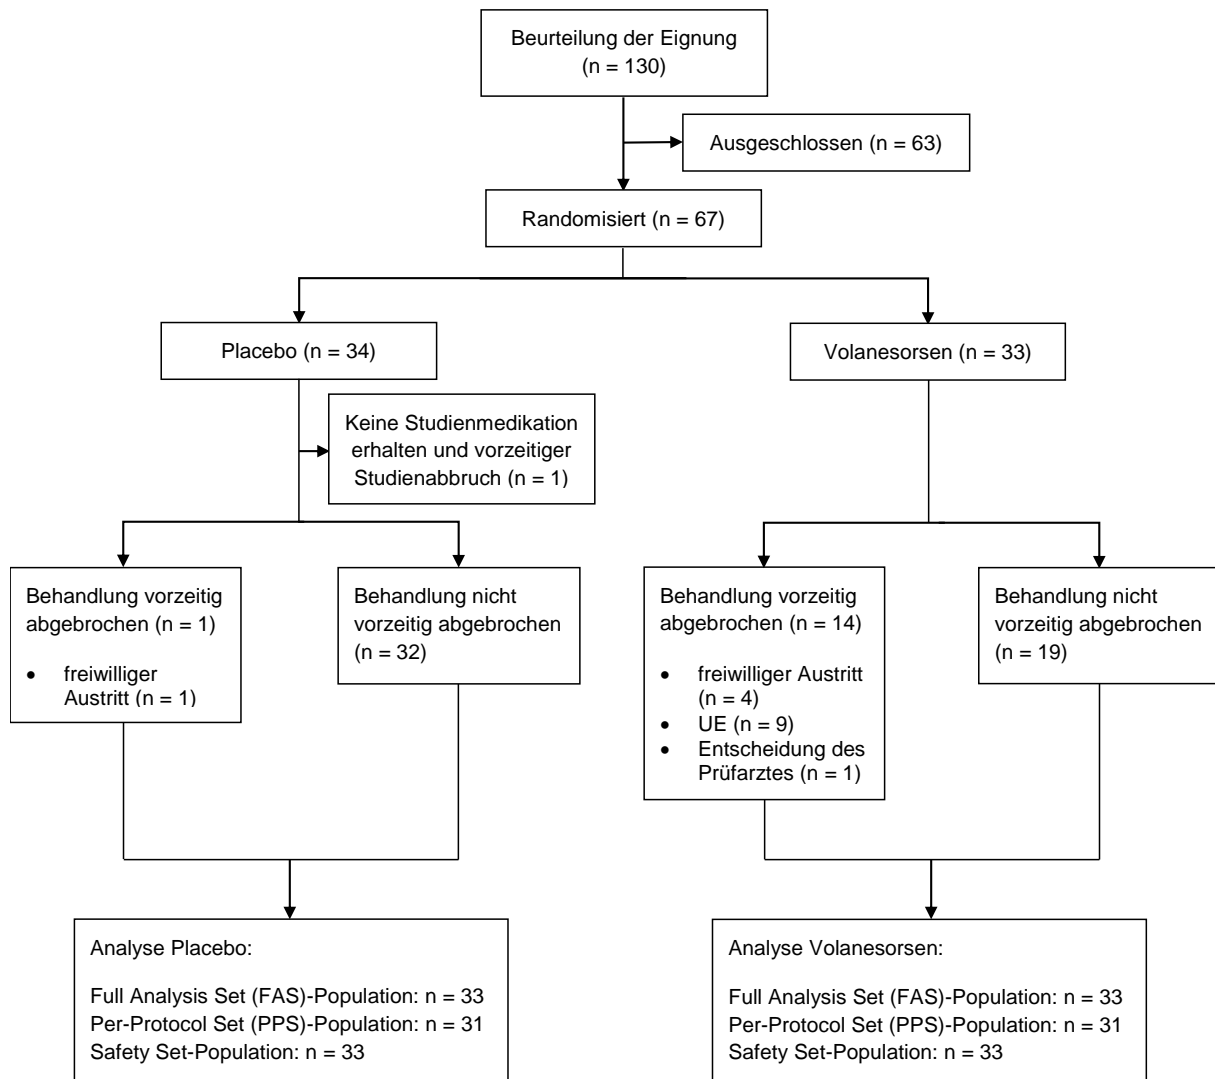 Beurteilung der Eignung
(n = 130)
Ausgeschlossen (n = 63)
Randomisiert (n = 67)
Placebo (n = 34)
Volanesorsen (n = 33)
Keine Studienmedikation
erhalten und vorzeitiger
Studienabbruch (n = 1)
Behandlung vorzeitig
abgebrochen (n = 1)
• freiwilliger
Austritt (n = 1)
Behandlung nicht
vorzeitig abgebrochen
(n = 32)
Behandlung vorzeitig
abgebrochen (n = 14)
• freiwilliger Austritt
(n = 4)
• UE (n = 9)
• Entscheidung des
Prüfarztes (n = 1)
Behandlung nicht
vorzeitig abgebrochen
(n = 19)
Analyse Placebo:
Full Analysis Set (FAS)-Population: n = 33
Per-Protocol Set (PPS)-Population: n = 31
Safety Set-Population: n = 33
Analyse Volanesorsen:
Full Analysis Set (FAS)-Population: n = 33
Per-Protocol Set (PPS)-Population: n = 31
Safety Set-Population: n = 33